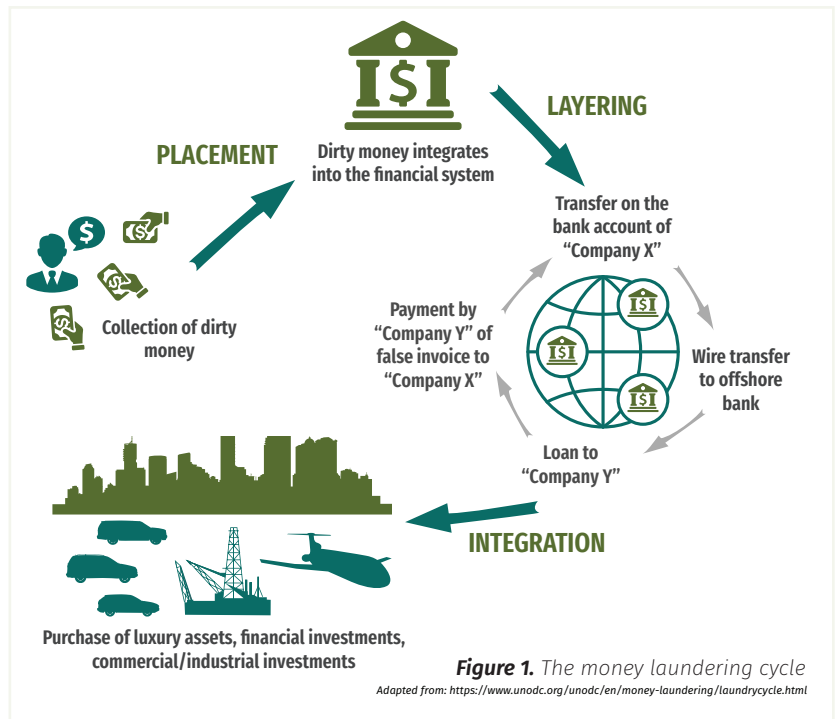 PLACEMENT
$
Collection of dirty
money
$
Dirty money integrates
into the financial system
LAYERING
Transfer on the
bank account of
“Company X”
Wire transfer
to offshore
bank
Loan to
“Company Y”
Payment by
“Company Y” of
false invoice to
“Company X”
$
$
$
INTEGRATION
Purchase of luxury assets, financial investments,
commercial/industrial investments
Figure 1. The money laundering cycle
Adapted from: https://www.unodc.org/unodc/en/money-laundering/laundrycycle.html